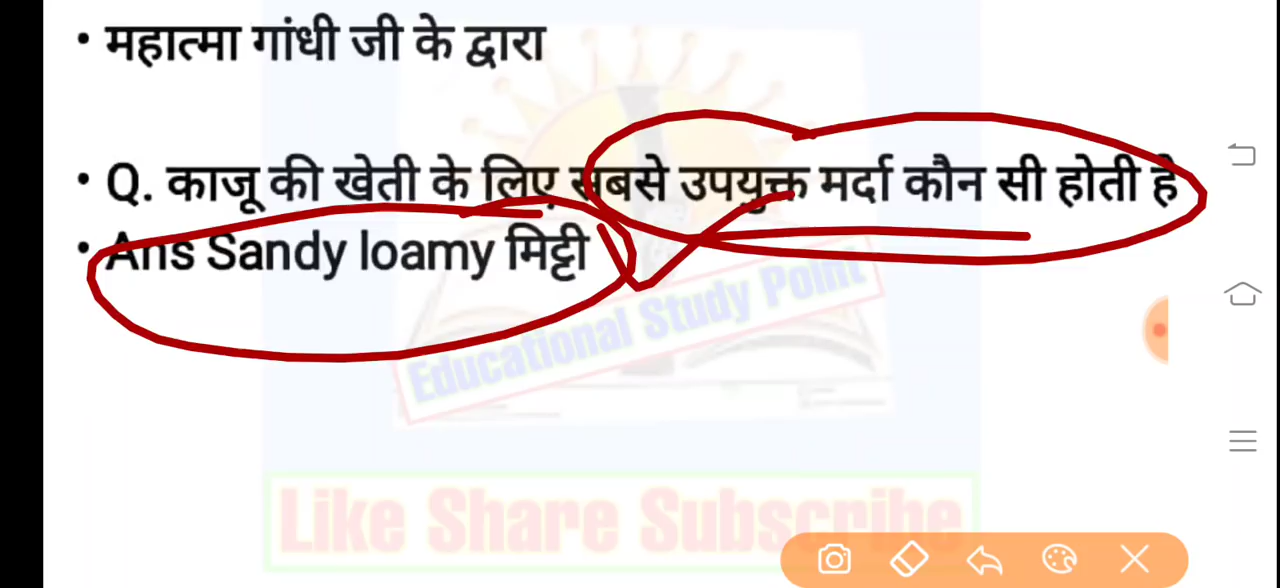 • महात्मा गांधी जी के द्वारा
• Q. काजू की खेती के लिए सबसे उपयुक्त मर्दा कौन सी होती हे
• Ans Sandy loamy मिट्टी
Educational Study Point
Like Share Subscribe